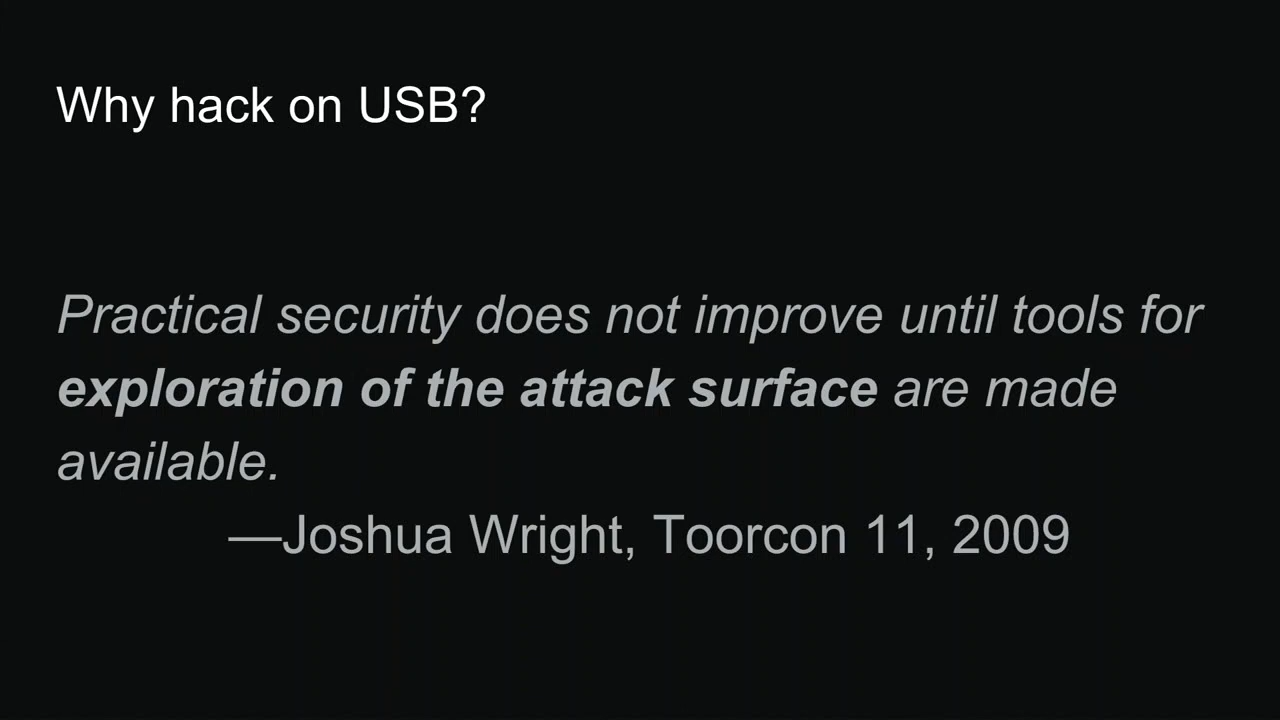 Why hack on USB?
Practical security does not improve until tools for
exploration of the attack surface are made
available.
—Joshua Wright, Toorcon 11, 2009